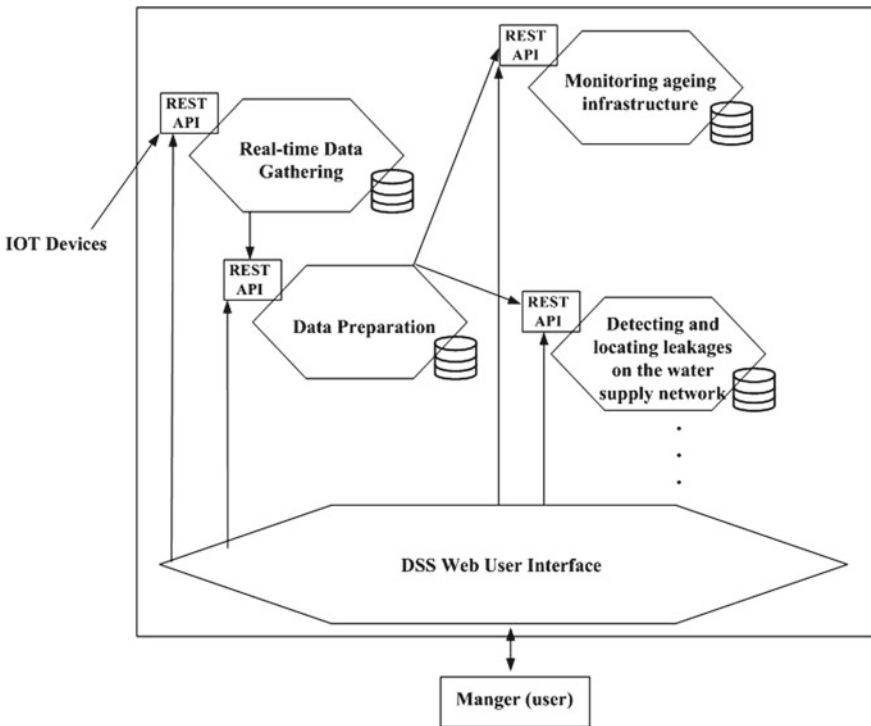 REST
API
Monitoring ageing
infrastructure
REST
API
Real-time Data
Gathering
IOT Devices
REST
API
Data Preparation
REST
API
Detecting and
locating leakages
on the water
supply network
DSS Web User Interface
Manger (user)